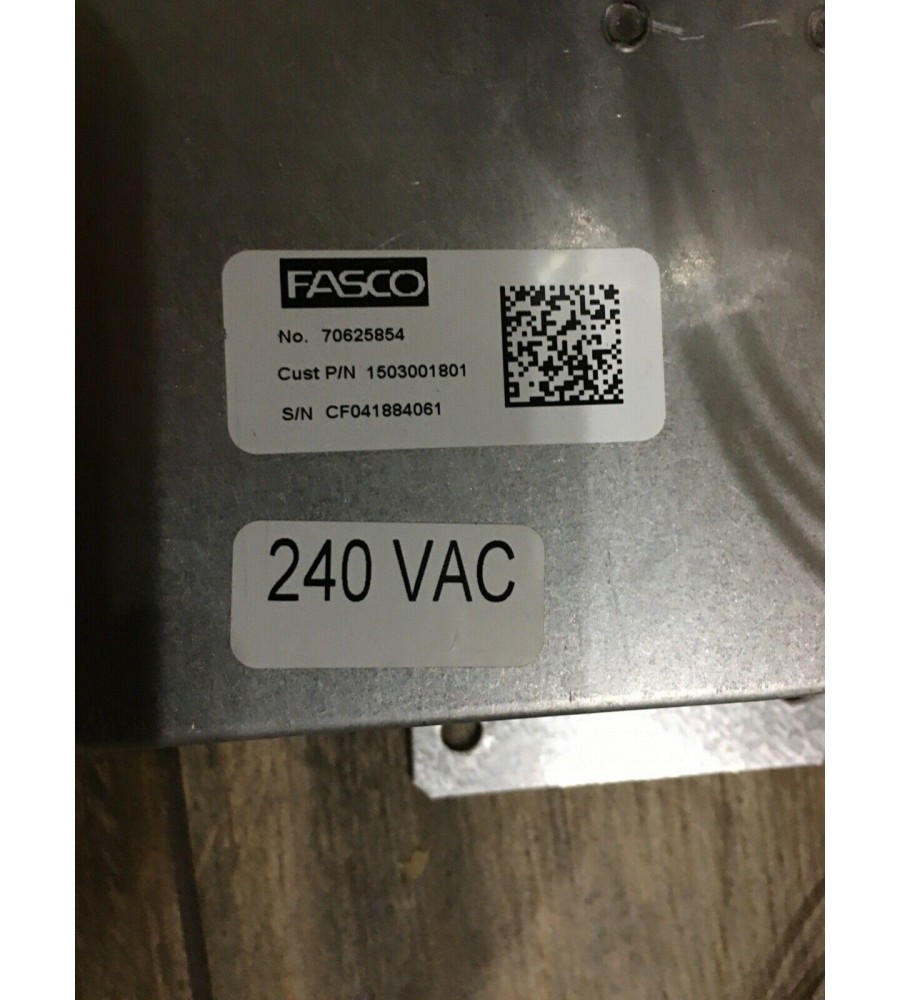 FASCO
No. 70625854
Cust P/N 1503001801
S/N CF041884061
240 VAC